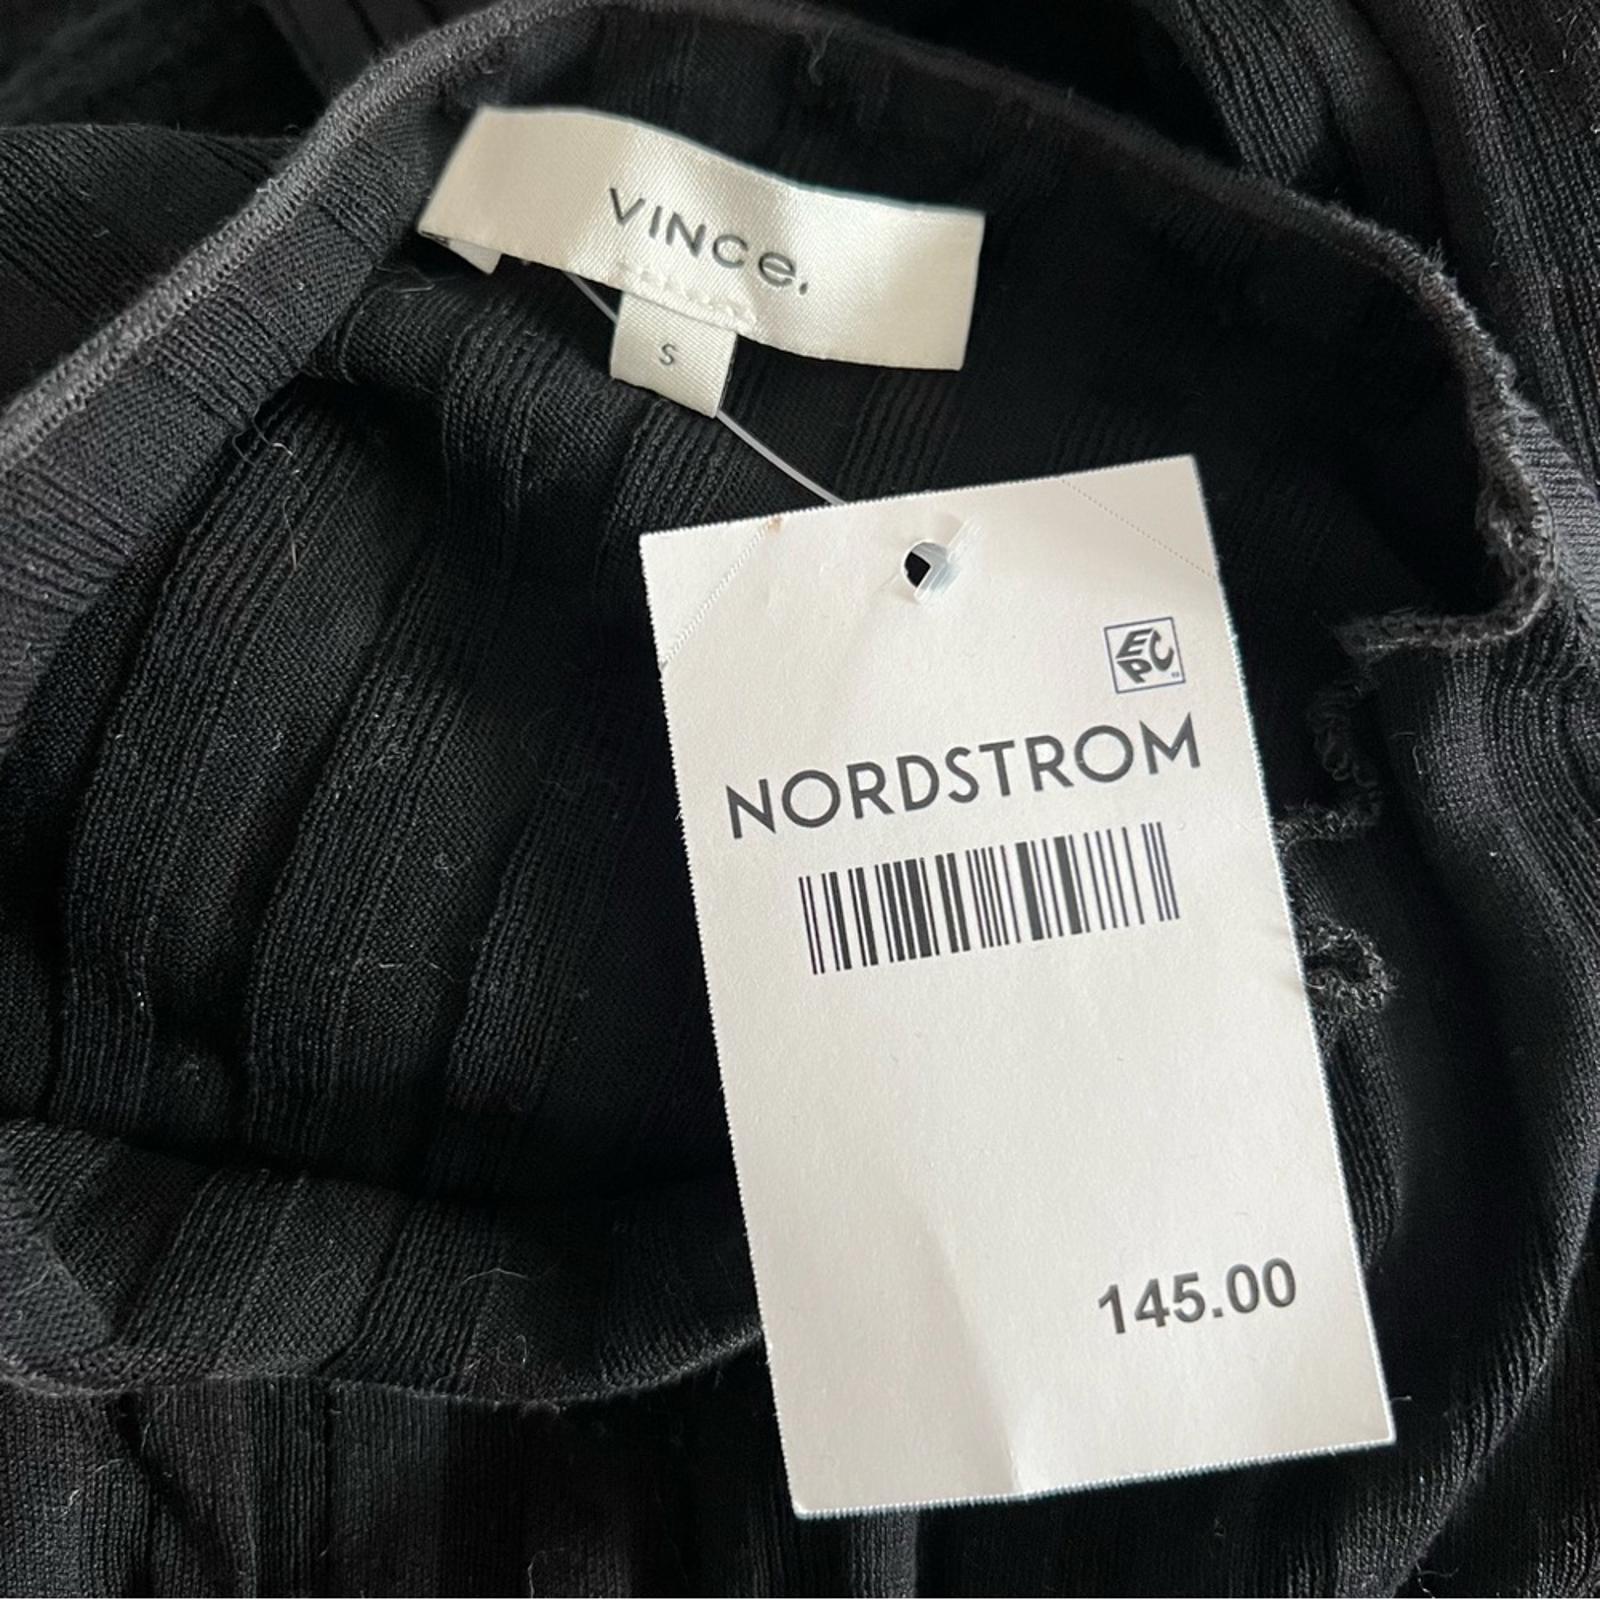 VINCE.
S
EPC
NORDSTROM
145.00